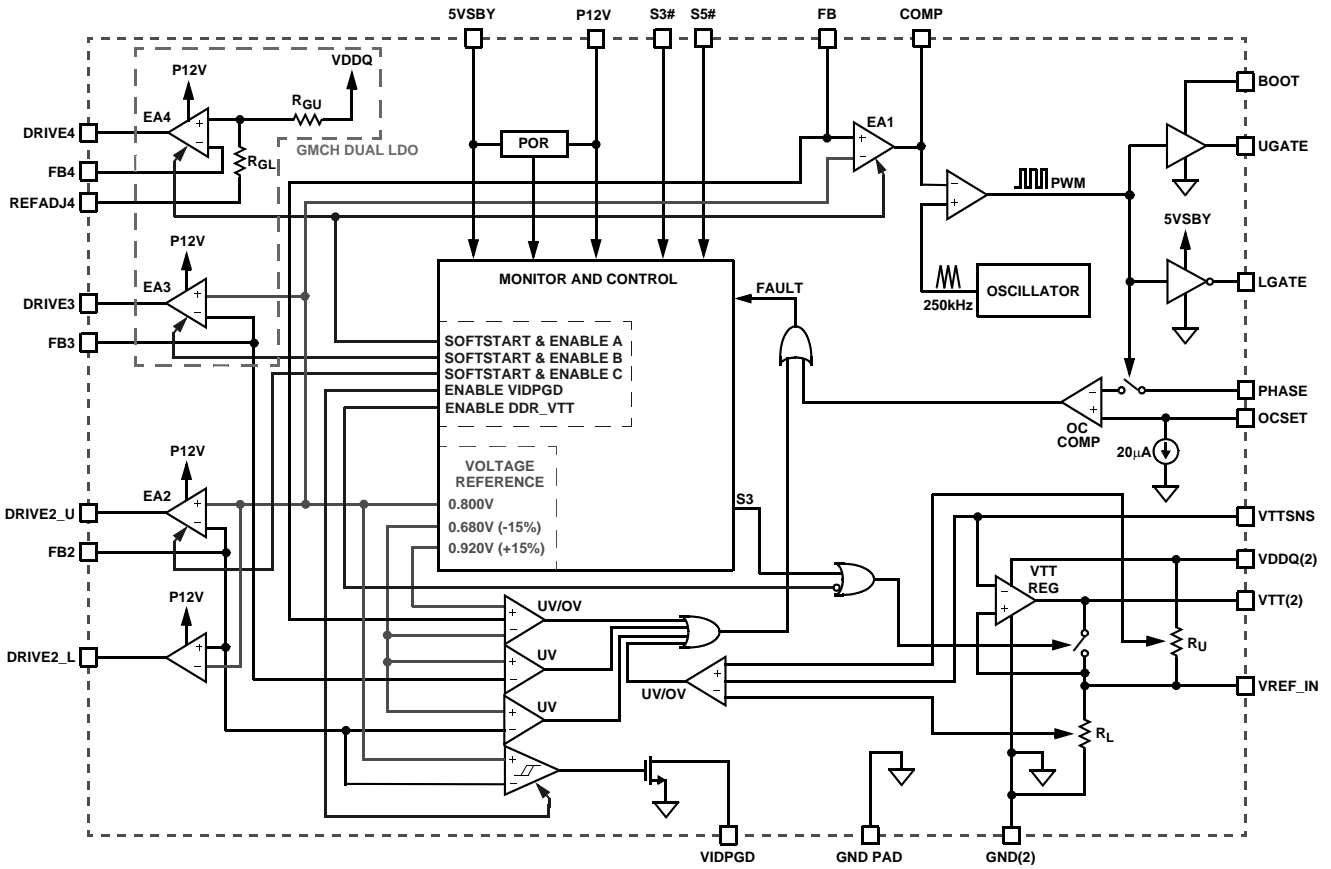 5VSBY P12V S3# S5# FB COMP
P12V
VDDQ
BOOT
EA4
RGU
EA1
DRIVE4
+
−
GMCH DUAL LDO
POR
+
−
UGATE
FB4
RGL
REFADJ4
−
+
PWM
5VSBY
P12V
MONITOR AND CONTROL
EA3
+
−
FAULT
250kHz
OSCILLATOR
LGATE
DRIVE3
FB3
SOFTSTART & ENABLE A
SOFTSTART & ENABLE B
SOFTSTART & ENABLE C
ENABLE VIDPGD
ENABLE DDR_VTT
−
+
OC
COMP
PHASE
OCSET
20μA
P12V
VOLTAGE
REFERENCE
EA2
+
−
0.800V
0.680V (-15%)
0.920V (+15%)
S3
DRIVE2_U
FB2
VTTSNS
VDDQ(2)
VTT
REG
−
+
VTT(2)
P12V
+
−
UV/OV
+
−
DRIVE2_L
+
−
UV
+
−
UV/OV
RU
VREF_IN
+
−
UV
RL
+
−
VIDPGD GND PAD GND(2)